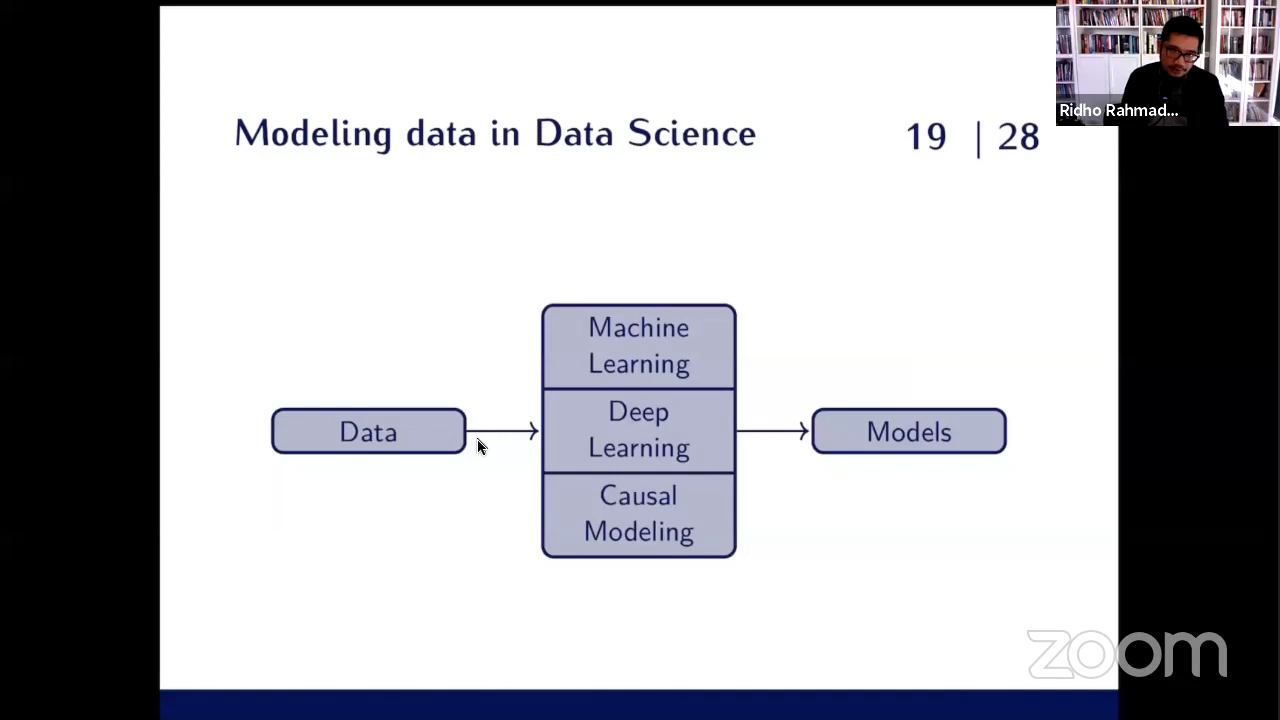 Modeling data in Data Science
19 | 28
Ridho Rahmad...
Machine
Learning
Data
Deep
Learning
Models
Causal
Modeling
zoom